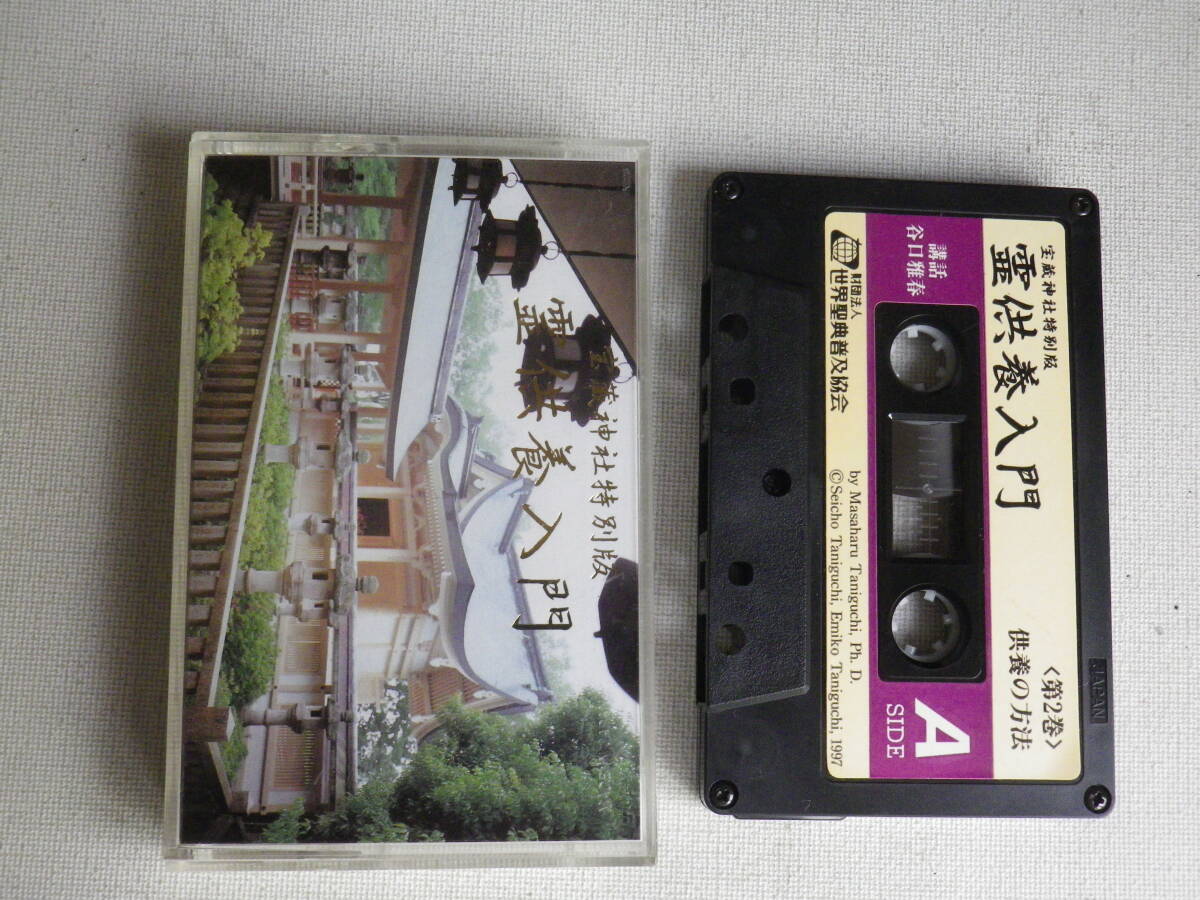 宝蔵神社特別版
霊供養入門
宝蔵神社特別版
霊供養入門
〈第2巻〉
供養の方法
講話
谷口雅春
A
SIDE
財団法人
世界聖典普及協会
by Masaharu Taniguchi, Ph. D.
©Seicho Taniguchi, Emiko Taniguchi, 1997
JAPAN